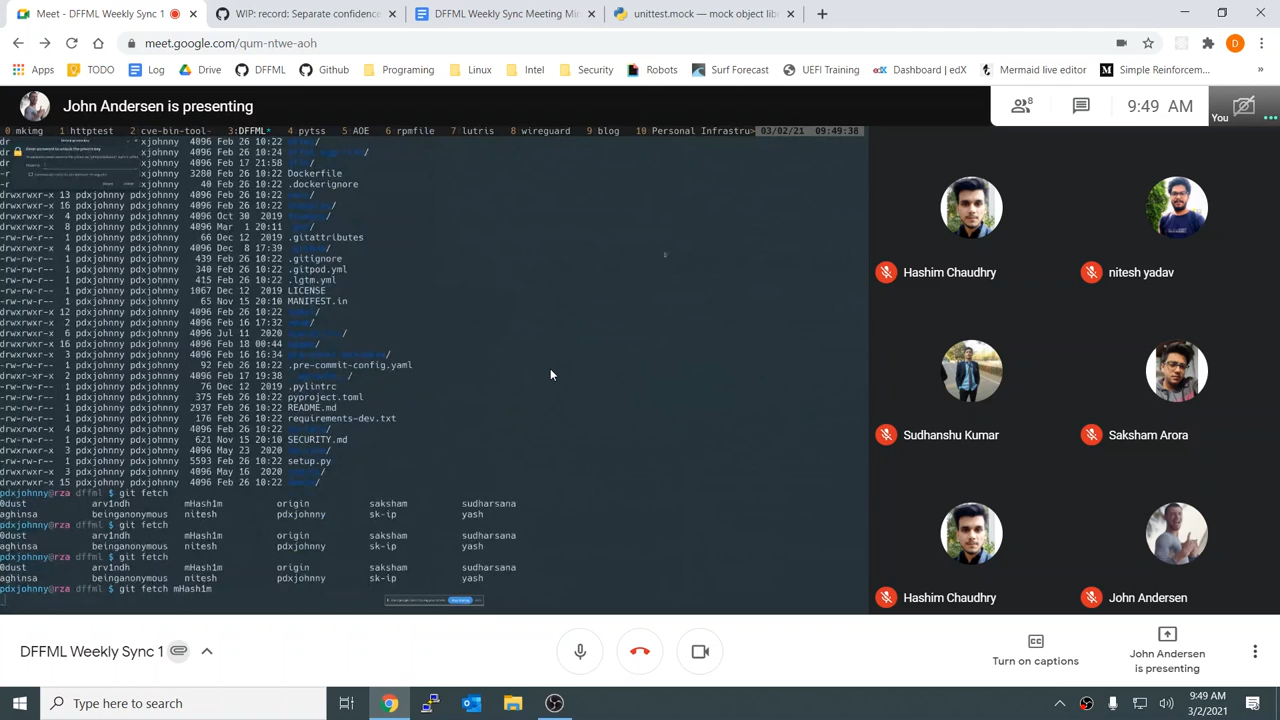 Meet - DFFML Weekly Sync 1
WIP: record: Separate confidence
DFFML Weekly Sync Meeting Min
unittest.mock — mock object lib
meet.google.com/qum-ntwe-aoh
Apps TODO Log Drive DFFML Github Programing Linux Intel Security Robots Surf Forecast UEFI Training Dashboard | edX Mermaid live editor Simple Reinforcem...
John Andersen is presenting
8
9:49 AM
You
0 mkimg 1 httptest 2 cve-bin-tool- 3:DFFML* 4 pytss 5 AOE 6 rpmfile 7 lutris 8 wireguard 9 blog 10 Personal Infrastru> 03/02/21 09:49:38
4096 Feb 26 10:22
4096 Feb 26 10:24
4096 Feb 17 21:58
3280 Feb 26 10:22 Dockerfile
40 Feb 26 10:22 .dockerignore
drwxrwxr-x 13 pdxjohnny pdxjohnny 4096 Feb 26 10:22
drwxrwxr-x 16 pdxjohnny pdxjohnny 4096 Feb 26 10:22
drwxrwxr-x 4 pdxjohnny pdxjohnny 4096 Oct 30 2019
drwxrwxr-x 8 pdxjohnny pdxjohnny 4096 Mar 1 20:11
-rw-rw-r-- 1 pdxjohnny pdxjohnny 66 Dec 12 2019 .gitattributes
drwxrwxr-x 4 pdxjohnny pdxjohnny 4096 Dec 8 17:39
-rw-rw-r-- 1 pdxjohnny pdxjohnny 439 Feb 26 10:22 .gitignore
-rw-rw-r-- 1 pdxjohnny pdxjohnny 340 Feb 26 10:22 .gitpod.yml
-rw-rw-r-- 1 pdxjohnny pdxjohnny 415 Feb 26 10:22 .lgtm.yml
-rw-rw-r-- 1 pdxjohnny pdxjohnny 1067 Dec 12 2019 LICENSE
-rw-rw-r-- 1 pdxjohnny pdxjohnny 65 Nov 15 20:10 MANIFEST.in
drwxrwxr-x 12 pdxjohnny pdxjohnny 4096 Feb 26 10:22
drwxrwxr-x 2 pdxjohnny pdxjohnny 4096 Feb 16 17:32
drwxrwxr-x 6 pdxjohnny pdxjohnny 4096 Jul 11 2020
drwxrwxr-x 16 pdxjohnny pdxjohnny 4096 Feb 18 00:44
drwxrwxr-x 3 pdxjohnny pdxjohnny 4096 Feb 16 16:34
-rw-rw-r-- 1 pdxjohnny pdxjohnny 92 Feb 26 10:22 .pre-commit-config.yaml
drwxrwxr-x 2 pdxjohnny pdxjohnny 4096 Feb 17 19:38
-rw-rw-r-- 1 pdxjohnny pdxjohnny 76 Dec 12 2019 .pylintrc
-rw-rw-r-- 1 pdxjohnny pdxjohnny 375 Feb 26 10:22 pyproject.toml
-rw-rw-r-- 1 pdxjohnny pdxjohnny 2937 Feb 26 10:22 README.md
-rw-rw-r-- 1 pdxjohnny pdxjohnny 176 Feb 26 10:22 requirements-dev.txt
drwxrwxr-x 4 pdxjohnny pdxjohnny 4096 Feb 26 10:22
-rw-rw-r-- 1 pdxjohnny pdxjohnny 621 Nov 15 20:10 SECURITY.md
drwxrwxr-x 3 pdxjohnny pdxjohnny 4096 May 23 2020
-rw-rw-r-- 1 pdxjohnny pdxjohnny 5593 Feb 26 10:22 setup.py
drwxrwxr-x 3 pdxjohnny pdxjohnny 4096 May 16 2020
drwxrwxr-x 15 pdxjohnny pdxjohnny 4096 Feb 26 10:22
pdxjohnny@rza dffml $ git fetch
0dust arv1ndh mHash1m origin saksham sudharsana
aghinsa beinganonymous nitesh pdxjohnny sk-ip yash
pdxjohnny@rza dffml $ git fetch
0dust arv1ndh mHash1m origin saksham sudharsana
aghinsa beinganonymous nitesh pdxjohnny sk-ip yash
pdxjohnny@rza dffml $ git fetch
0dust arv1ndh mHash1m origin saksham sudharsana
aghinsa beinganonymous nitesh pdxjohnny sk-ip yash
pdxjohnny@rza dffml $ git fetch mHash1m
Hashim Chaudhry
nitesh yadav
Sudhanshu Kumar
Saksham Arora
Hashim Chaudhry
John Andersen
DFFML Weekly Sync 1
Turn on captions
John Andersen
is presenting
Type here to search
9:49 AM
3/2/2021